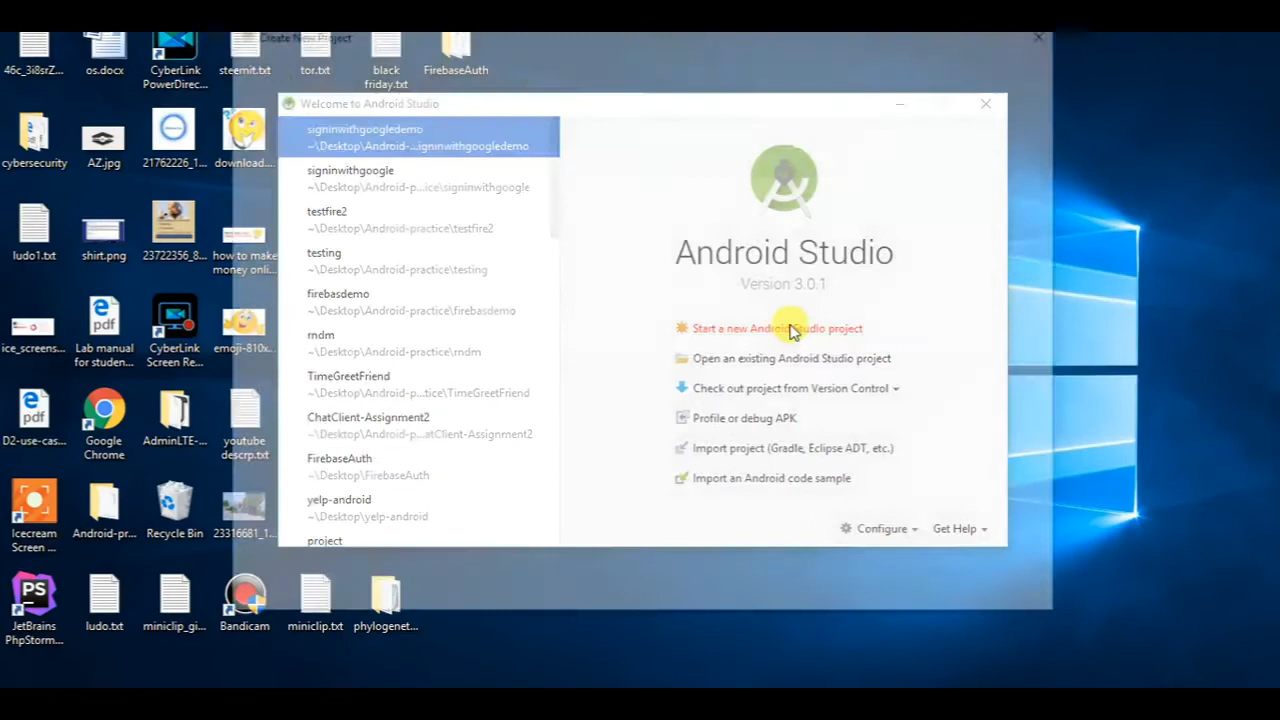 Create New Project
46c_3i8srZ...
os.docx
CyberLink
PowerDirec...
steemit.txt
tor.txt
black
friday.txt
FirebaseAuth
Welcome to Android Studio
signinwithgoogledemo
~\Desktop\Android-...igninwithgoogledemo
signinwithgoogle
~\Desktop\Android-p...ice\signinwithgoogle
testfire2
~\Desktop\Android-practice\testfire2
testing
~\Desktop\Android-practice\testing
firebasdemo
~\Desktop\Android-practice\firebasdemo
rndm
~\Desktop\Android-practice\rndm
TimeGreetFriend
~\Desktop\Android-p...tice\TimeGreetFriend
ChatClient-Assignment2
~\Desktop\Android-p...atClient-Assignment2
FirebaseAuth
~\Desktop\FirebaseAuth
yelp-android
~\Desktop\yelp-android
project
Android Studio
Version 3.0.1
Start a new Android Studio project
Open an existing Android Studio project
Check out project from Version Control
Profile or debug APK
Import project (Gradle, Eclipse ADT, etc.)
Import an Android code sample
Configure
Get Help
cybersecurity
AZ.jpg
21762226_1...
download...
ludo1.txt
shirt.png
23722356_8...
how to make
money onli...
ice_screens...
Lab manual
for studen...
CyberLink
Screen Re...
emoji-810x...
D2-use-cas...
Google
Chrome
AdminLTE-...
youtube
descrp.txt
Icecream
Screen ...
Android-pr...
Recycle Bin
23316681_1...
PS
JetBrains
PhpStorm...
ludo.txt
miniclip_gi...
Bandicam
miniclip.txt
phylogenet...